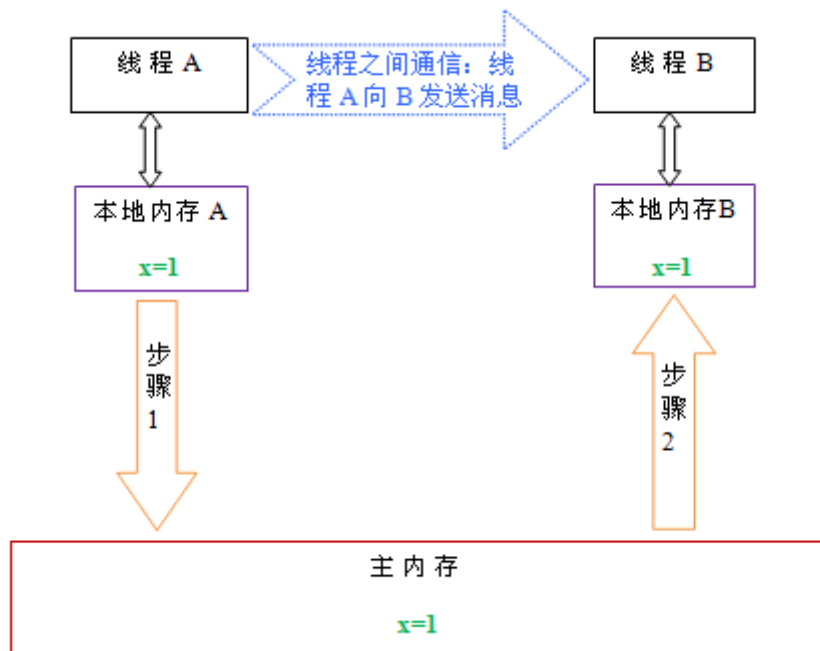 线程 A
线程之间通信：线
程 A 向 B 发送消息
线程 B
本地内存 A
x=1
本地内存B
x=1
步
骤
1
步
骤
2
主内存
x=1